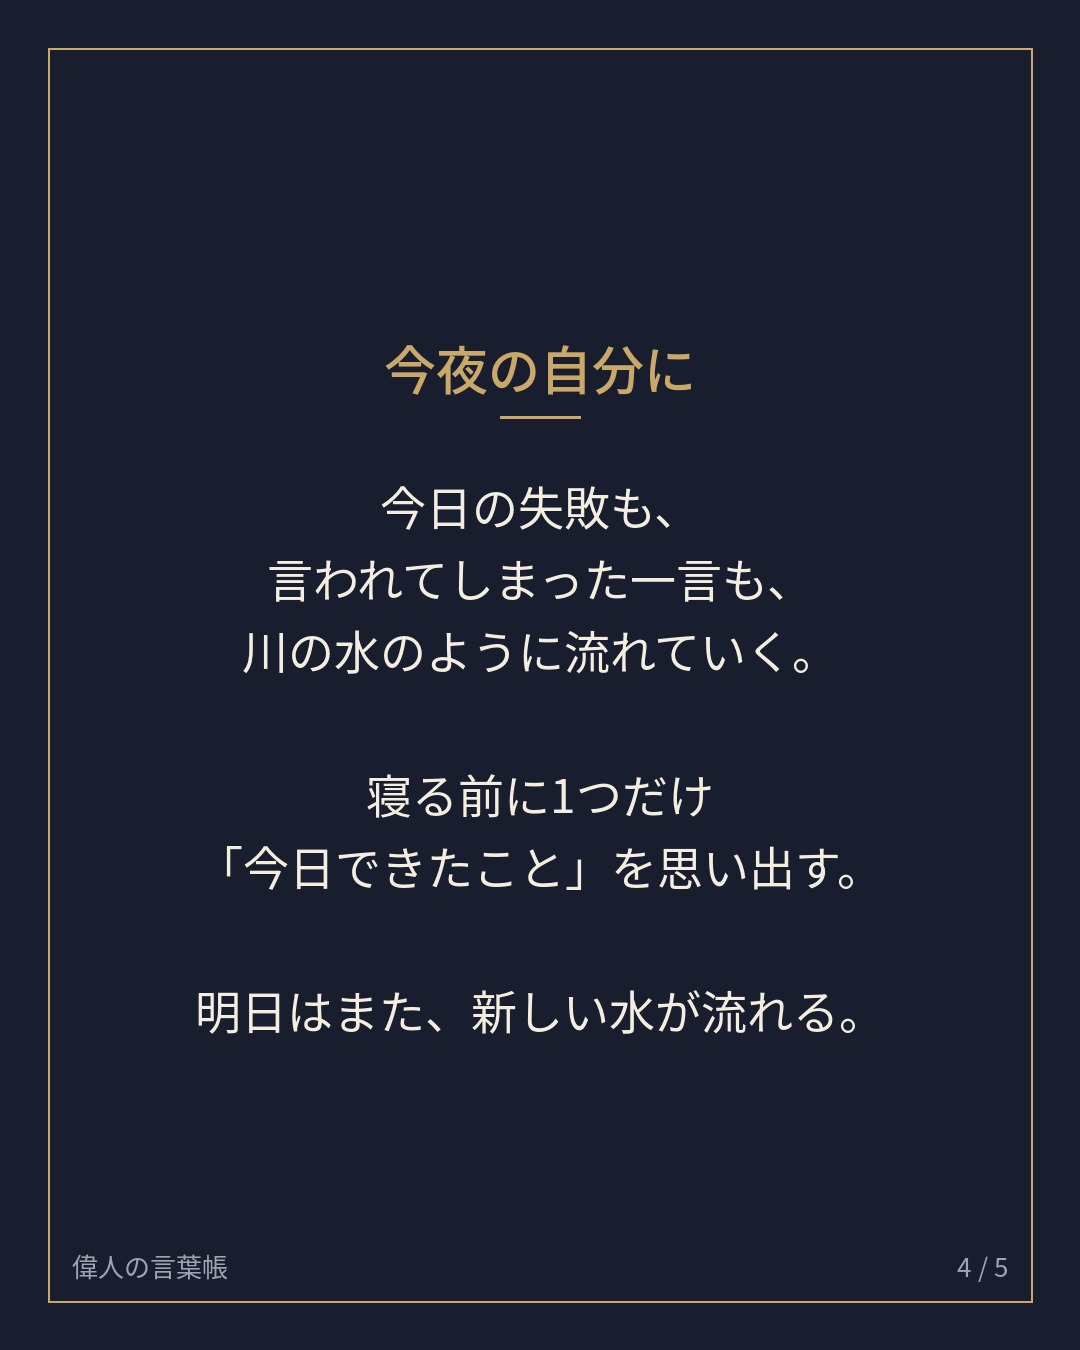 今夜の自分に
今日の失敗も、
言われてしまった一言も、
川の水のように流れていく。
寝る前に1つだけ
「今日できたこと」を思い出す。
明日はまた、新しい水が流れる。
偉人の言葉帳
4 / 5